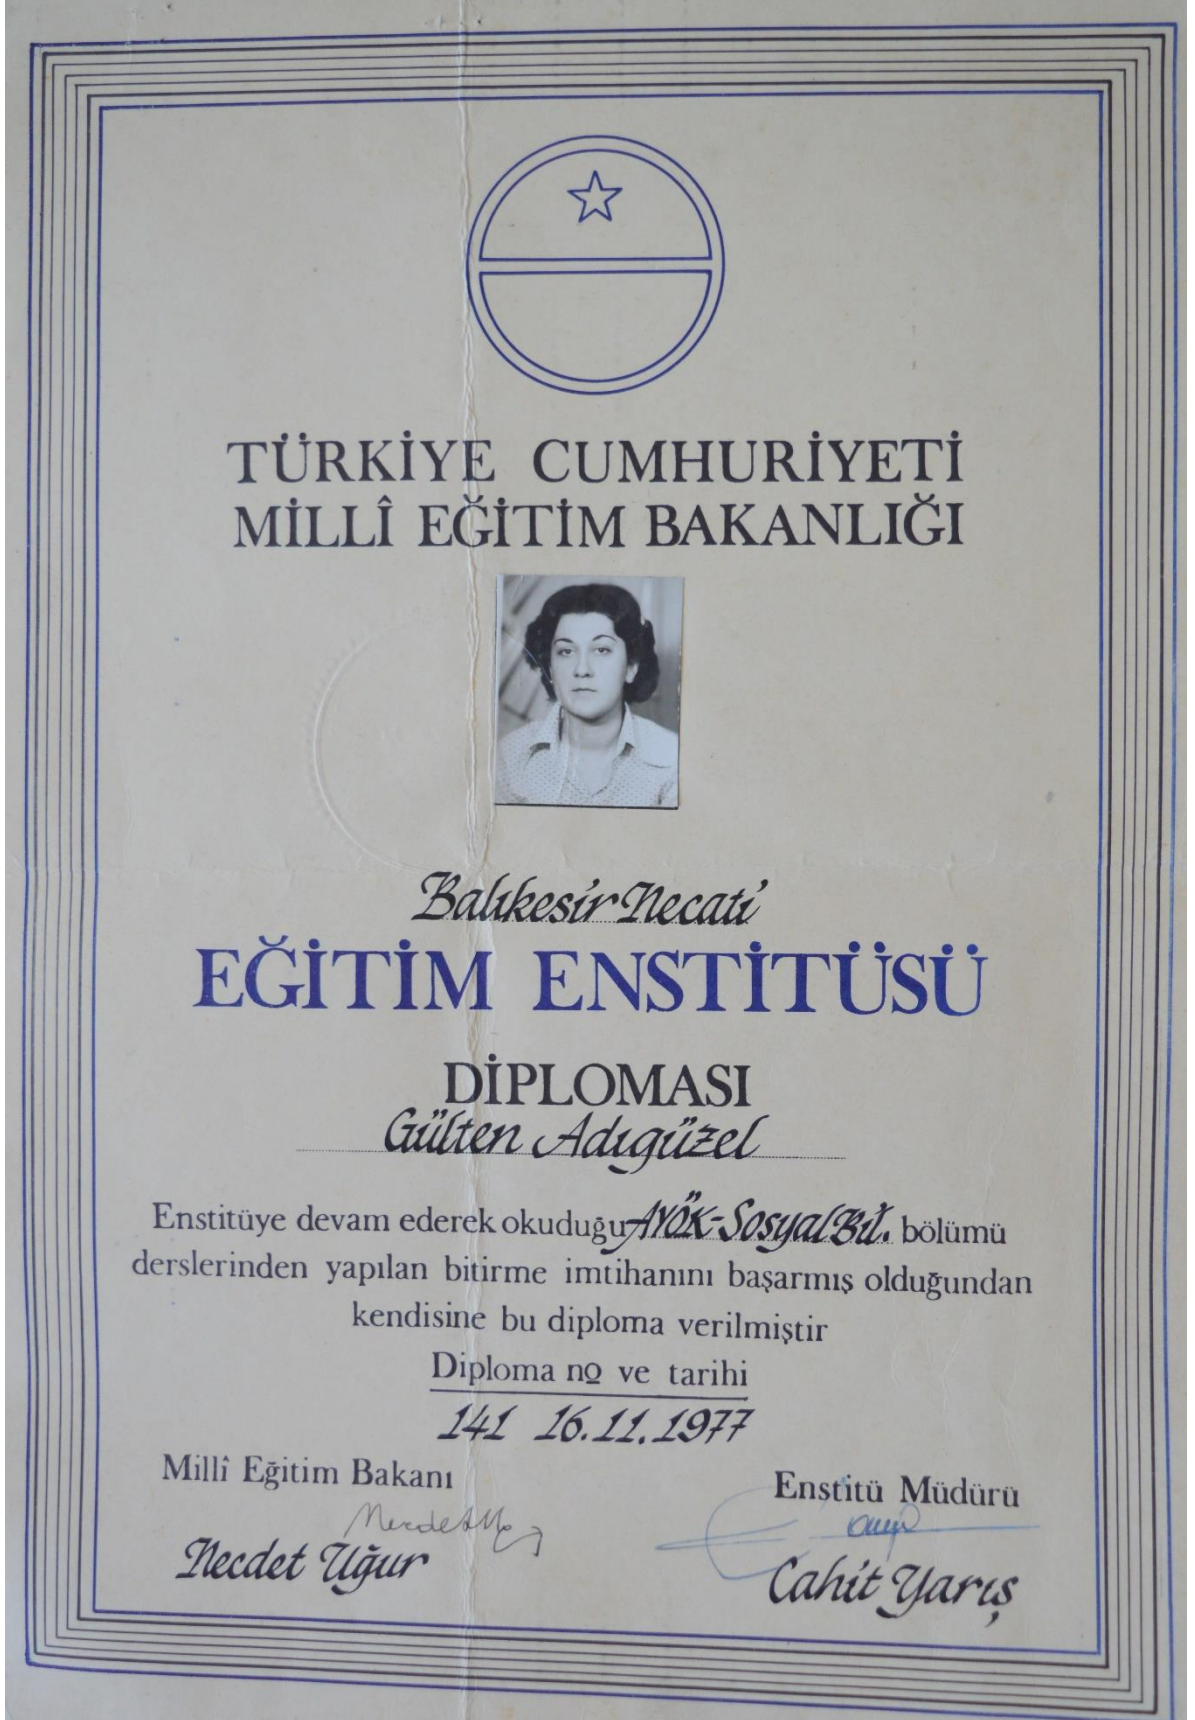 TÜRKİYE CUMHURİYETİ
MİLLÎ EĞİTİM BAKANLIĞI
Balıkesir Necati
EĞİTİM ENSTİTÜSÜ
DİPLOMASI
Gülten Adıgüzel
Enstitüye devam ederek okuduğu AYÖK-Sosyal Bil. bölümü
derslerinden yapılan bitirme imtihanını başarmış olduğundan
kendisine bu diploma verilmiştir
Diploma no ve tarihi
141 16.11.1977
Millî Eğitim Bakanı
Necdet Uğur
Enstitü Müdürü
Cahit Yarış